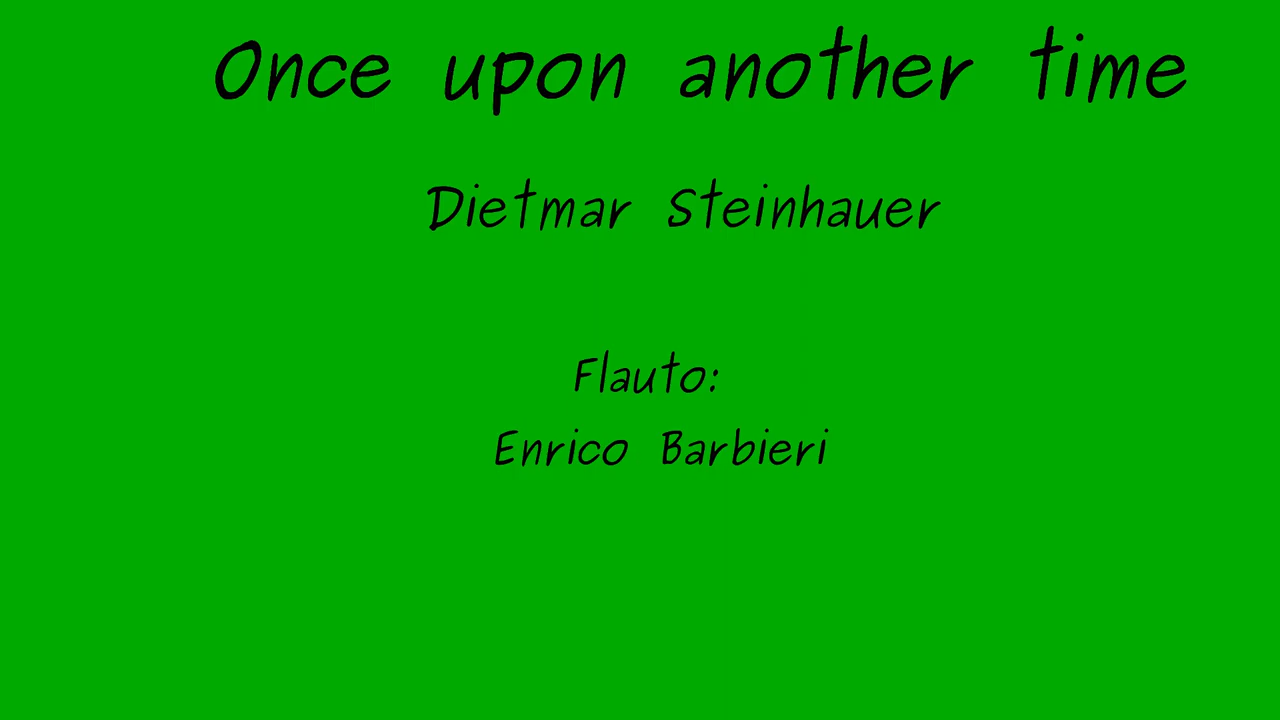 Once upon another time
Dietmar Steinhauer
Flauto:
Enrico Barbieri